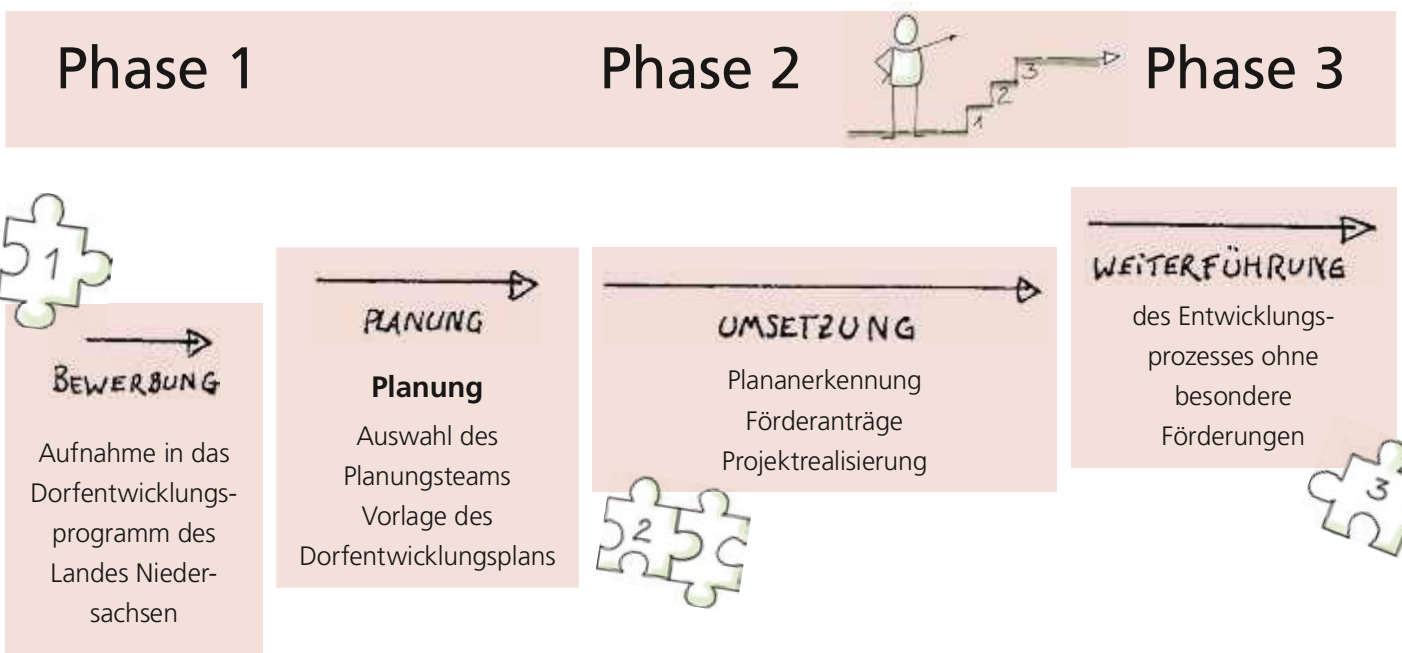 Phase 1
Phase 2
Phase 3
1
2
3
1
BEWERBUNG
Aufnahme in das
Dorfentwicklungs-
programm des
Landes Nieder-
sachsen
PLANUNG
Planung
Auswahl des
Planungsteams
Vorlage des
Dorfentwicklungsplans
UMSETZUNG
Plananerkennung
Förderanträge
Projektrealisierung
2
WEITERFÜHRUNG
des Entwicklungs-
prozesses ohne
besondere
Förderungen
3